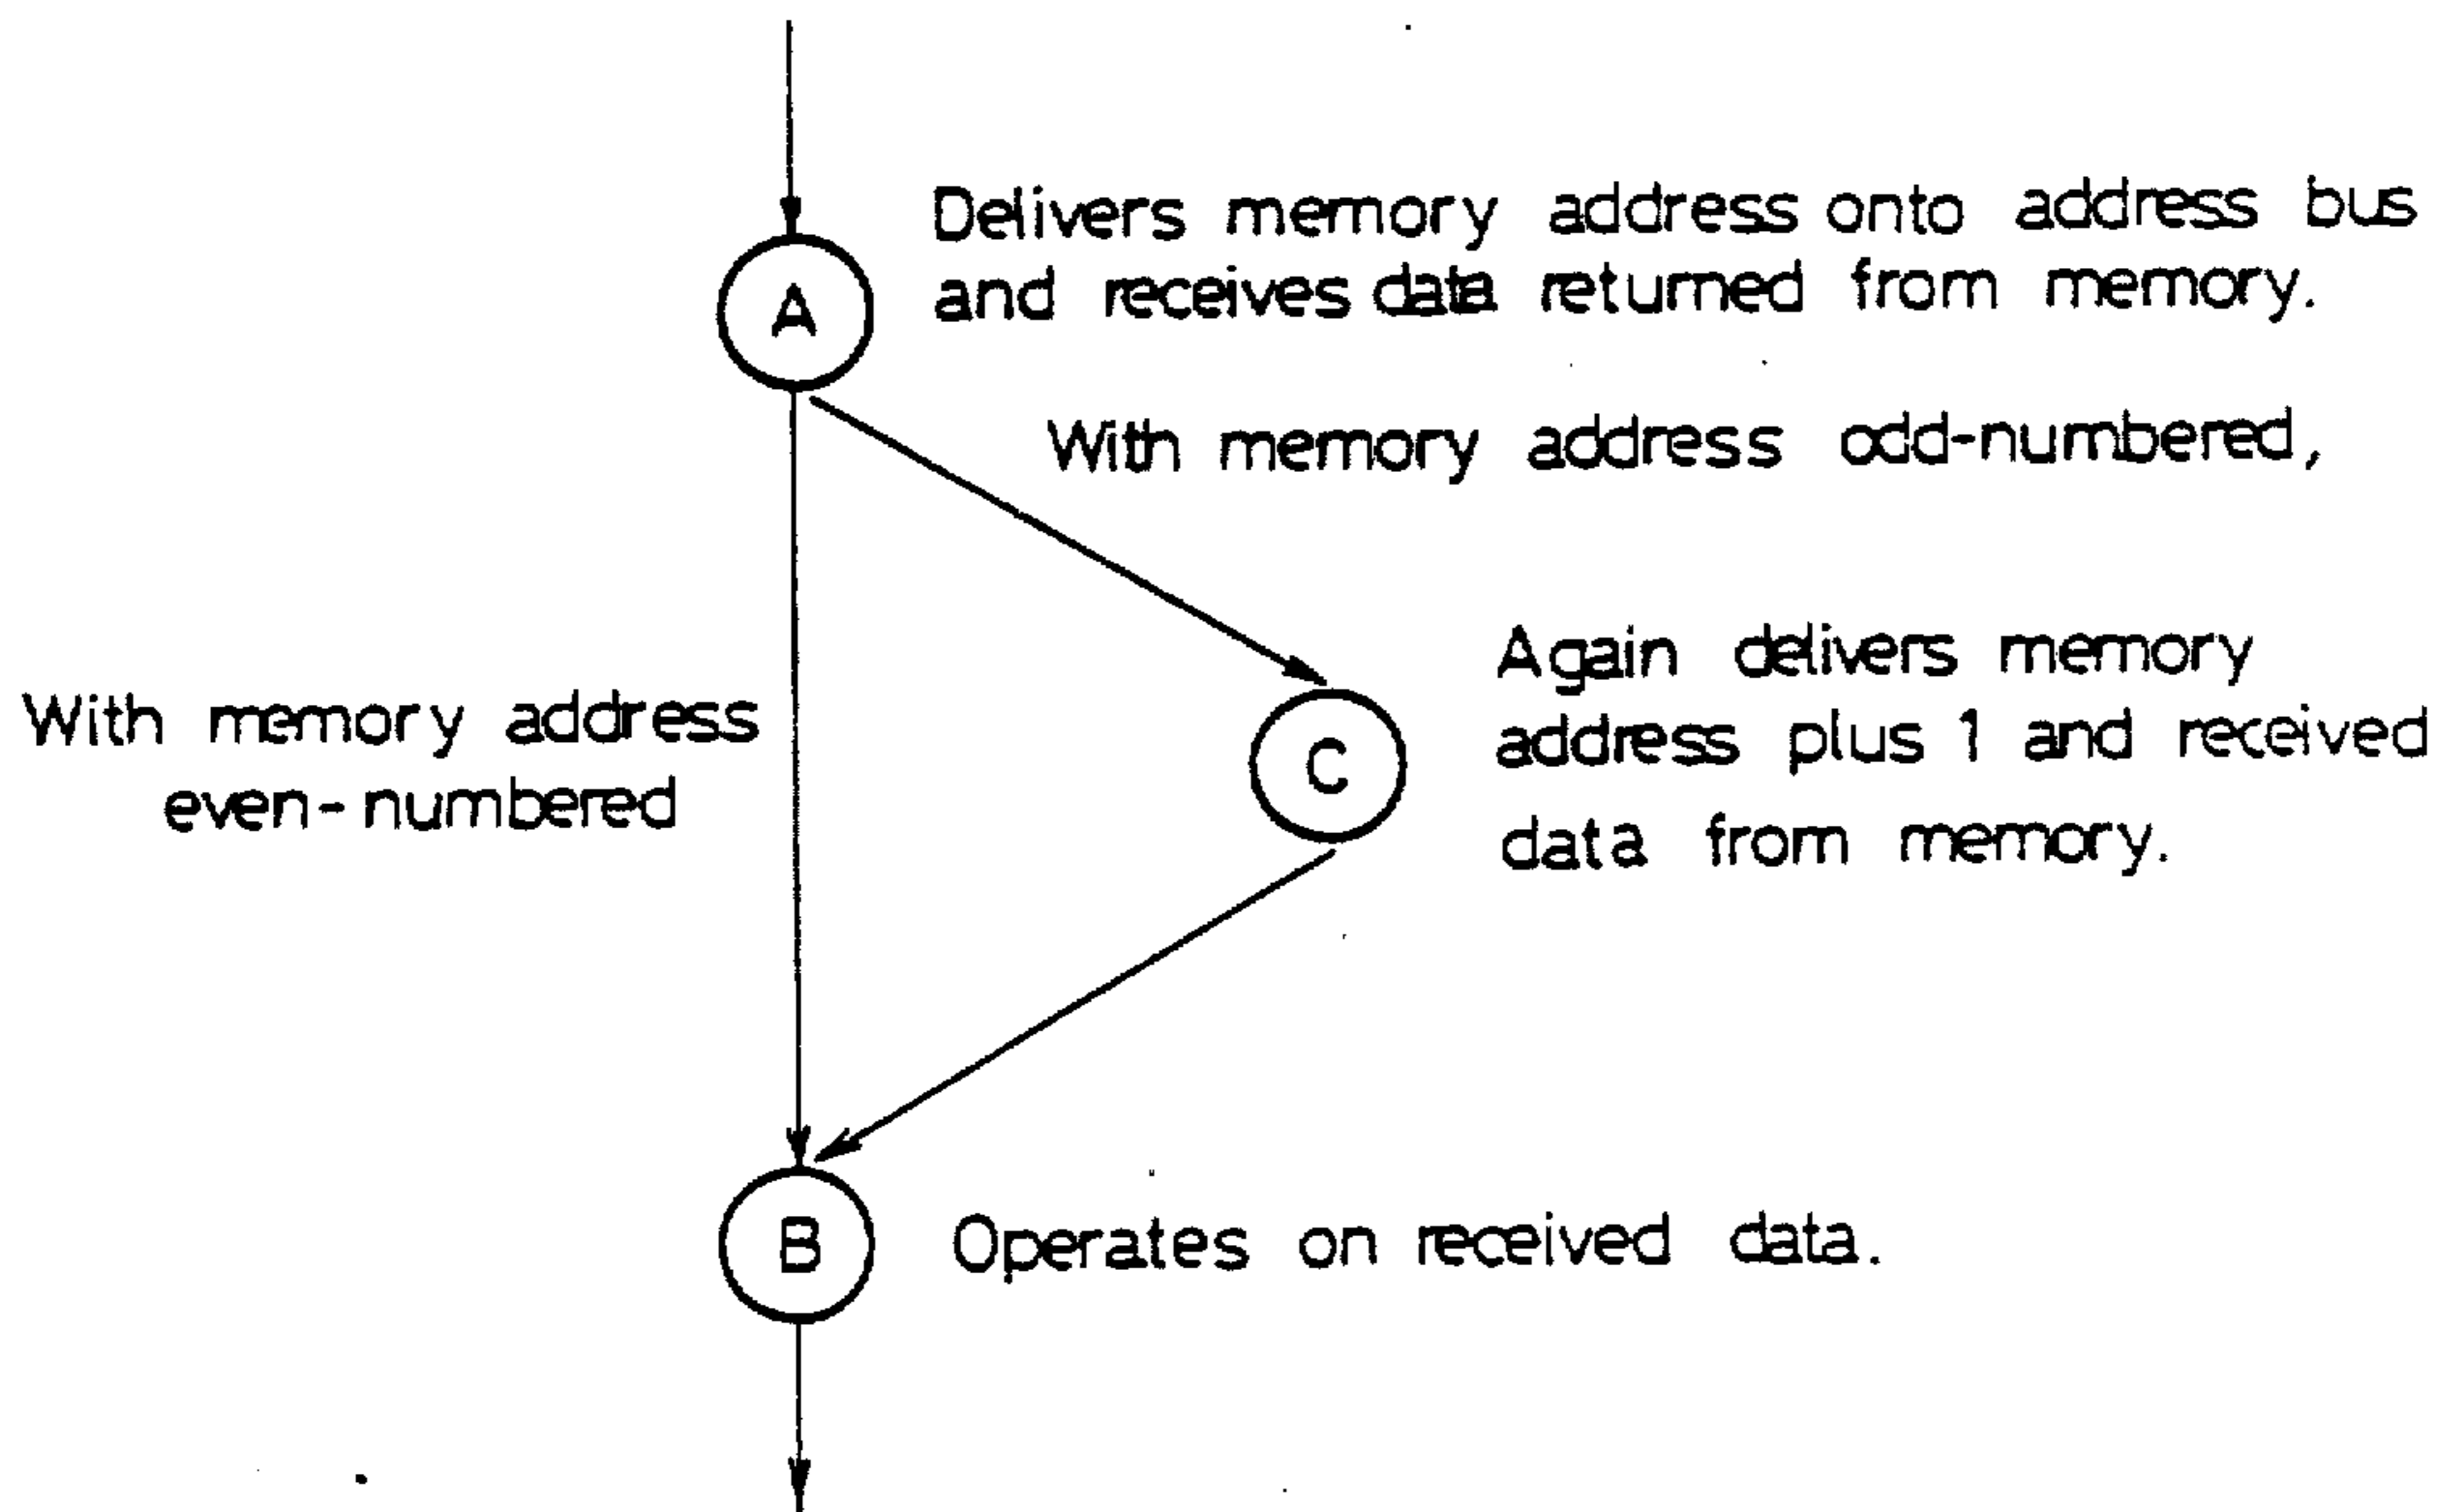 Delivers memory address onto address bus
and receives data returned from memory.
A
With memory address odd-numbered,
Again delivers memory
address plus 1 and received
data from memory.
C
With memory address
even-numbered
B
Operates on received data.